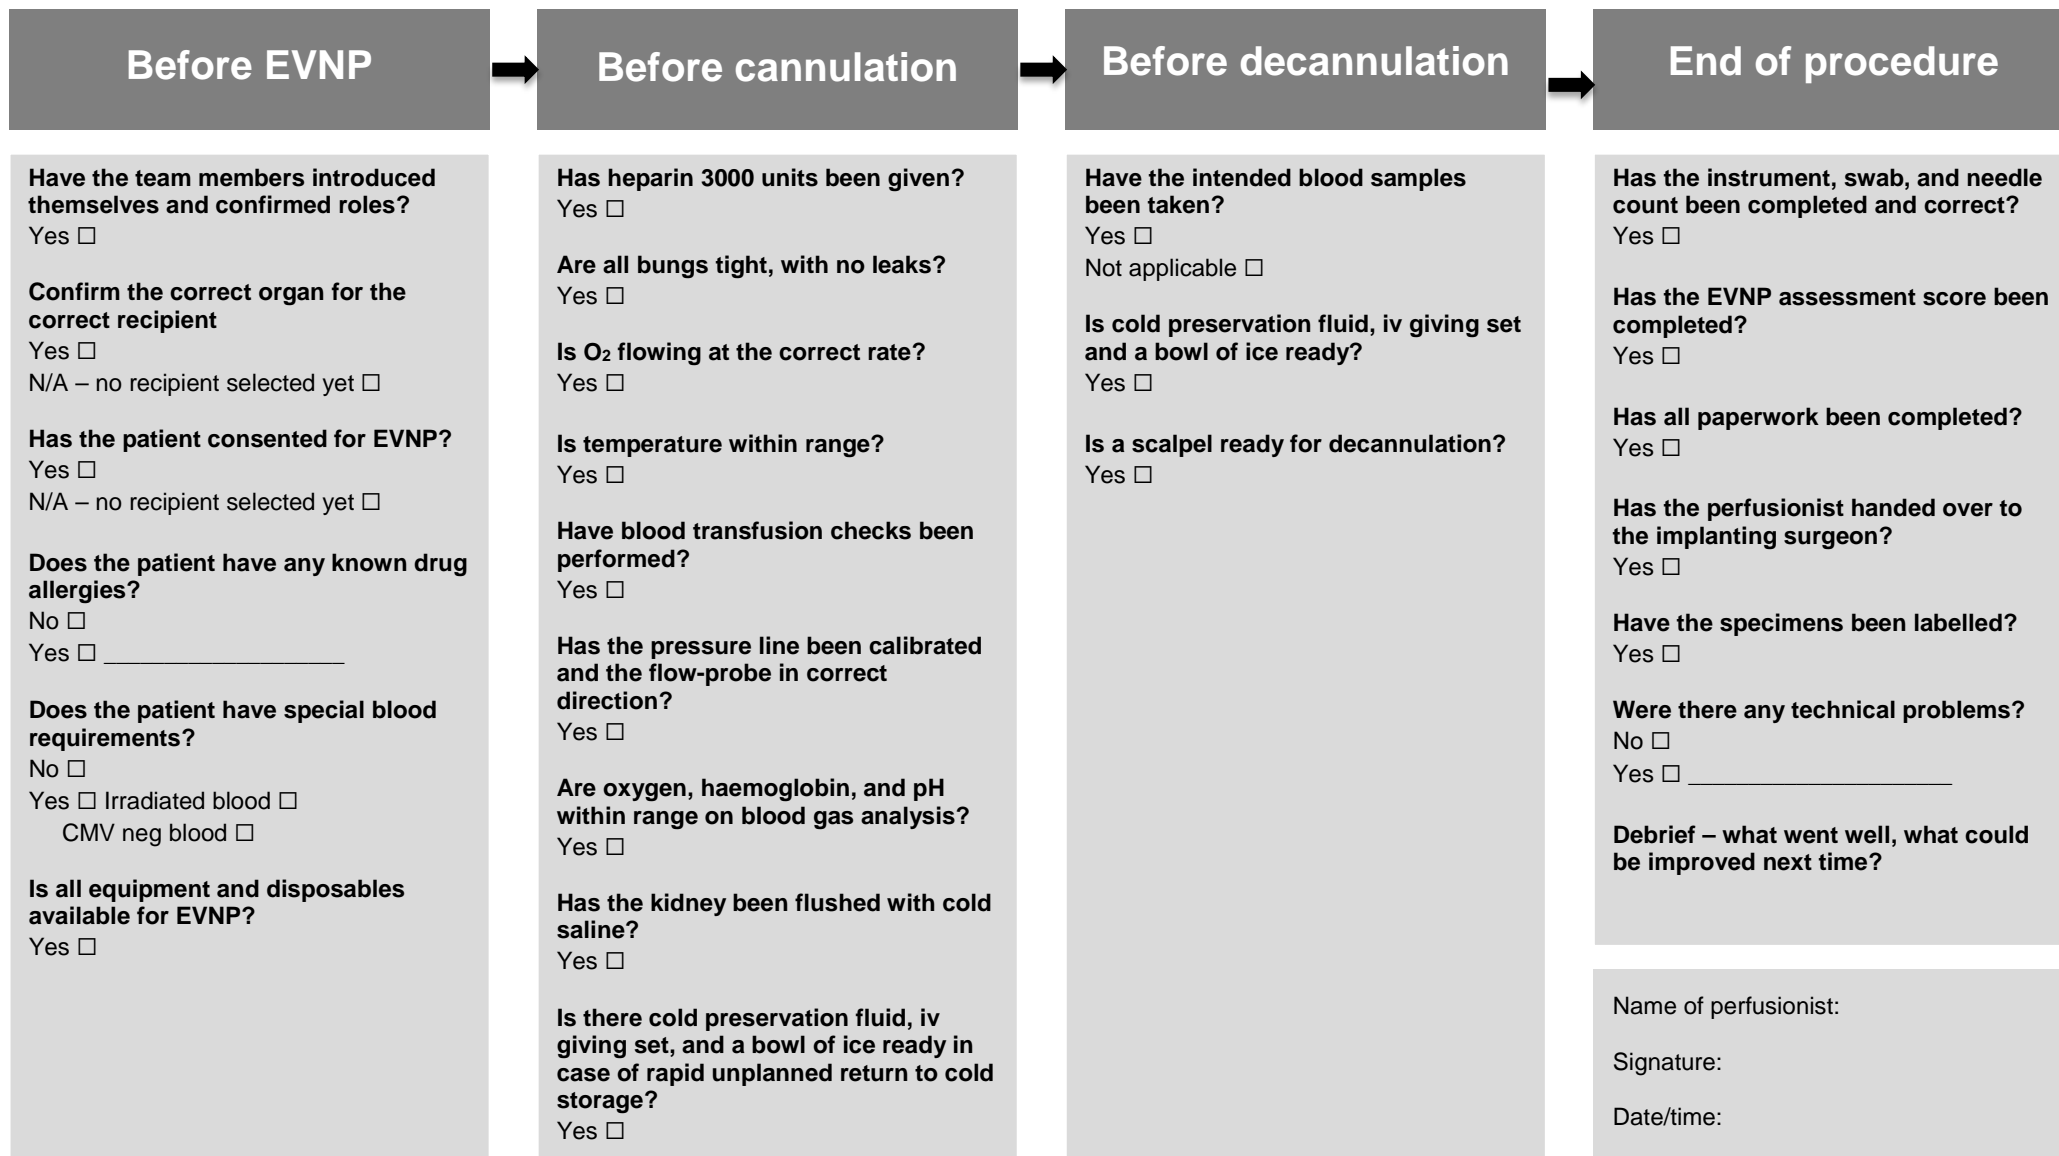 Before EVNP
Have the team members introduced
themselves and confirmed roles?
Yes ☐
Confirm the correct organ for the
correct recipient
Yes ☐
N/A – no recipient selected yet ☐
Has the patient consented for EVNP?
Yes ☐
N/A – no recipient selected yet ☐
Does the patient have any known drug
allergies?
No ☐
Yes ☐ ___________________
Does the patient have special blood
requirements?
No ☐
Yes ☐ Irradiated blood ☐
CMV neg blood ☐
Is all equipment and disposables
available for EVNP?
Yes ☐
Before cannulation
Has heparin 3000 units been given?
Yes ☐
Are all bungs tight, with no leaks?
Yes ☐
Is O₂ flowing at the correct rate?
Yes ☐
Is temperature within range?
Yes ☐
Have blood transfusion checks been
performed?
Yes ☐
Has the pressure line been calibrated
and the flow-probe in correct
direction?
Yes ☐
Are oxygen, haemoglobin, and pH
within range on blood gas analysis?
Yes ☐
Has the kidney been flushed with cold
saline?
Yes ☐
Is there cold preservation fluid, iv
giving set, and a bowl of ice ready in
case of rapid unplanned return to cold
storage?
Yes ☐
Before decannulation
Have the intended blood samples
been taken?
Yes ☐
Not applicable ☐
Is cold preservation fluid, iv giving set
and a bowl of ice ready?
Yes ☐
Is a scalpel ready for decannulation?
Yes ☐
End of procedure
Has the instrument, swab, and needle
count been completed and correct?
Yes ☐
Has the EVNP assessment score been
completed?
Yes ☐
Has all paperwork been completed?
Yes ☐
Has the perfusionist handed over to
the implanting surgeon?
Yes ☐
Have the specimens been labelled?
Yes ☐
Were there any technical problems?
No ☐
Yes ☐ _____________________
Debrief – what went well, what could
be improved next time?
Name of perfusionist:
Signature:
Date/time: